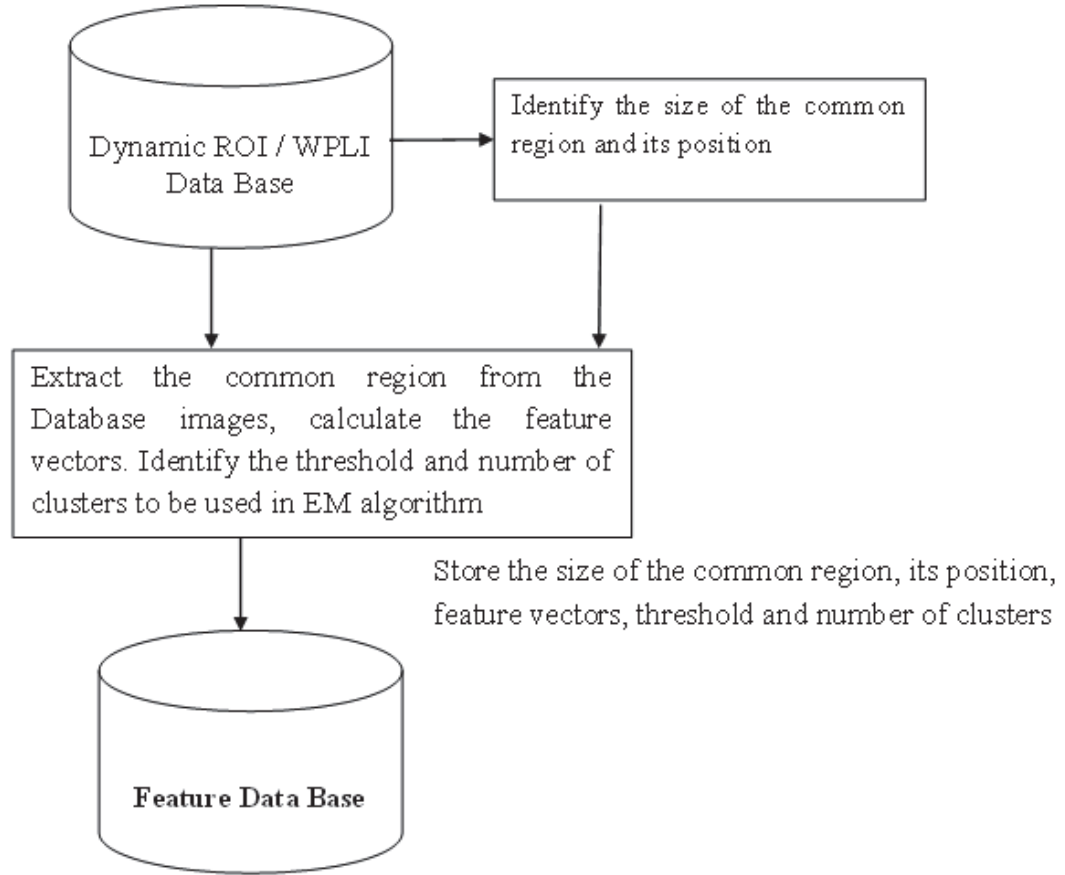 Dynamic ROI / WPLI
Data Base
Identify the size of the common
region and its position
Extract the common region from the
Database images, calculate the feature
vectors. Identify the threshold and number of
clusters to be used in EM algorithm
Store the size of the common region, its position,
feature vectors, threshold and number of clusters
Feature Data Base